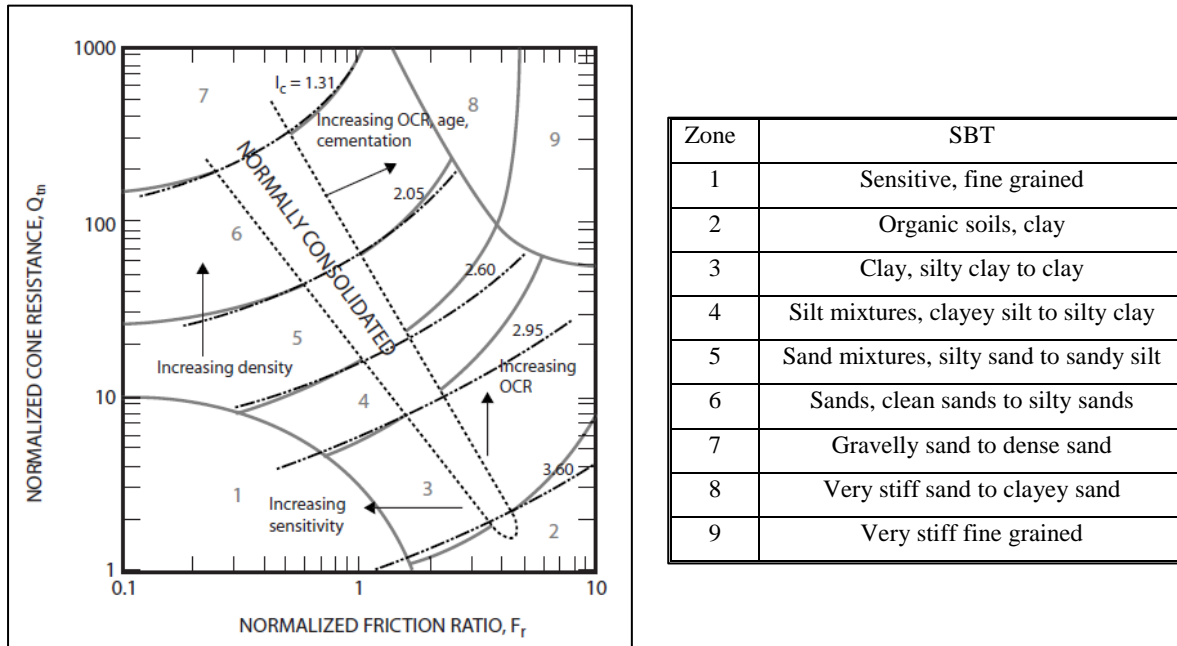 1000
100
10
1
0.1
1
10
NORMALIZED CONE RESISTANCE, Qtn
NORMALIZED FRICTION RATIO, Fr
7
Ic = 1.31
8
9
Increasing OCR, age,
cementation
NORMALLY CONSOLIDATED
2.05
6
2.60
5
2.95
Increasing density
Increasing
OCR
4
3.60
1
3
Increasing
sensitivity
2
Zone SBT
1 Sensitive, fine grained
2 Organic soils, clay
3 Clay, silty clay to clay
4 Silt mixtures, clayey silt to silty clay
5 Sand mixtures, silty sand to sandy silt
6 Sands, clean sands to silty sands
7 Gravelly sand to dense sand
8 Very stiff sand to clayey sand
9 Very stiff fine grained